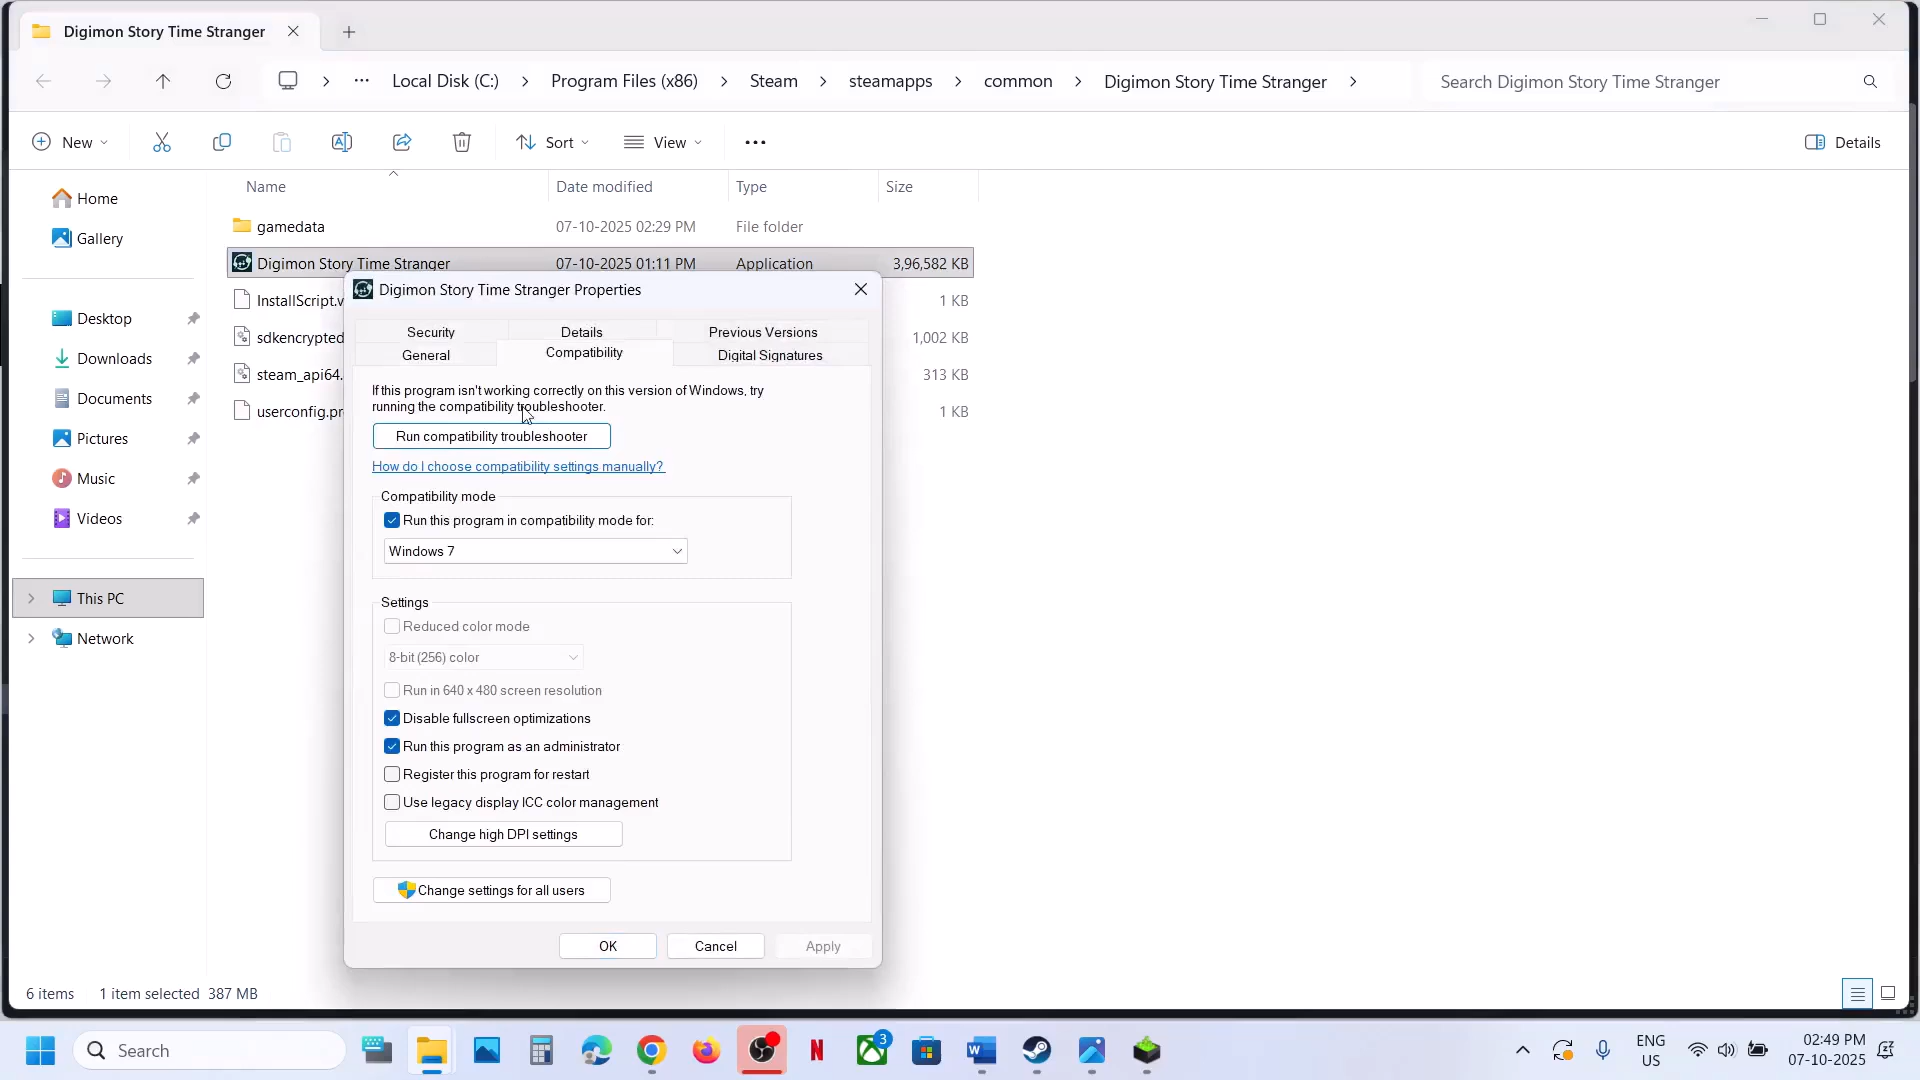 Digimon Story Time Stranger
Local Disk (C:)
Program Files (x86)
Steam
steamapps
common
Digimon Story Time Stranger
Search Digimon Story Time Stranger
New
Sort
View
Details
Name
Date modified
Type
Size
Home
Gallery
Desktop
Downloads
Documents
Pictures
Music
Videos
This PC
Network
gamedata 07-10-2025 02:29 PM File folder
Digimon Story Time Stranger 07-10-2025 01:11 PM Application 3,96,582 KB
InstallScript.v 1 KB
sdkencrypted 1,002 KB
steam_api64. 313 KB
userconfig.pr 1 KB
Digimon Story Time Stranger Properties
Security
Details
Previous Versions
General
Compatibility
Digital Signatures
If this program isn't working correctly on this version of Windows, try
running the compatibility troubleshooter.
Run compatibility troubleshooter
How do I choose compatibility settings manually?
Compatibility mode
Run this program in compatibility mode for:
Windows 7
Settings
Reduced color mode
8-bit (256) color
Run in 640 x 480 screen resolution
Disable fullscreen optimizations
Run this program as an administrator
Register this program for restart
Use legacy display ICC color management
Change high DPI settings
Change settings for all users
OK
Cancel
Apply
6 items
1 item selected 387 MB
Search
3
ENG
US
02:49 PM
07-10-2025